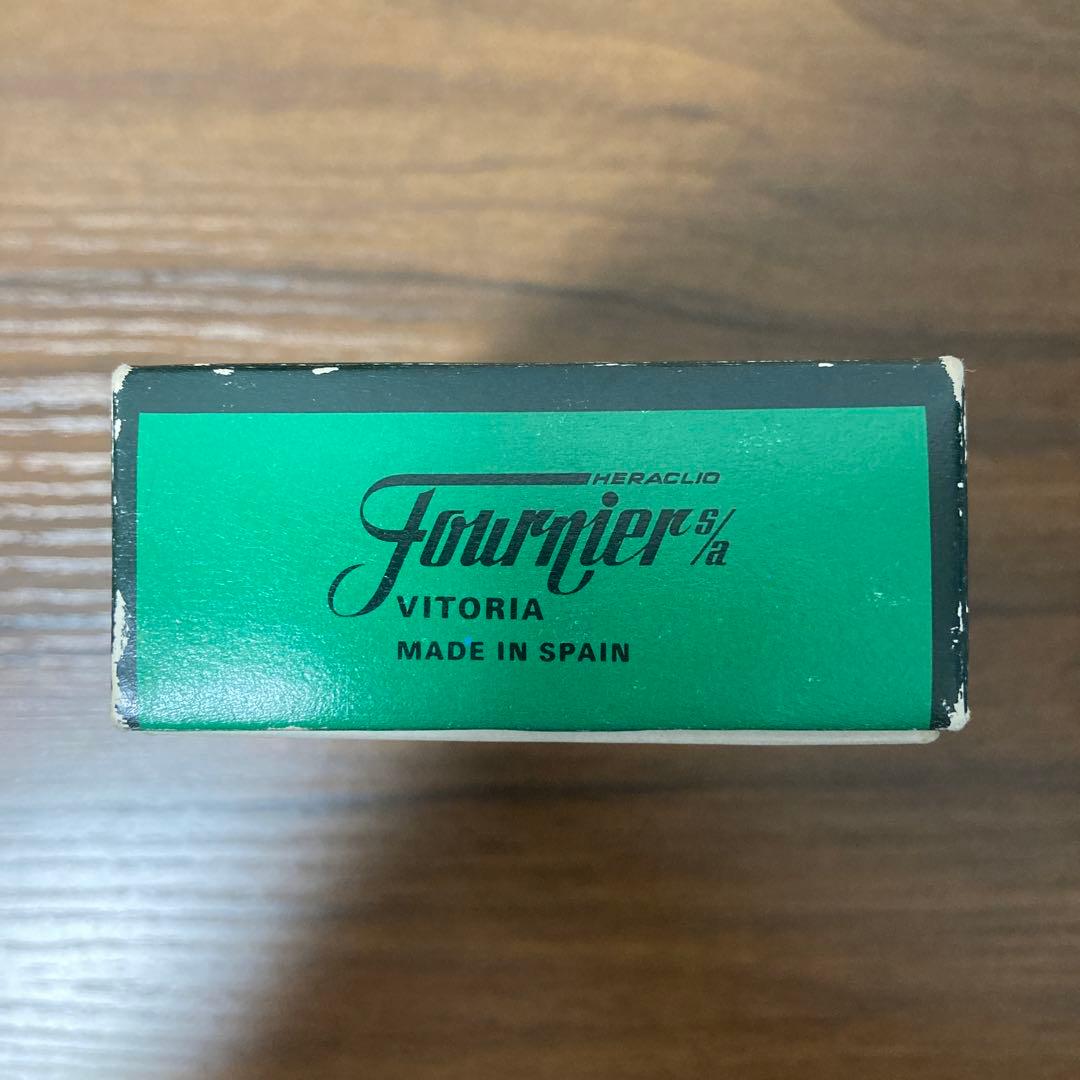 HERACLIO
Fournier s/a
VITORIA
MADE IN SPAIN